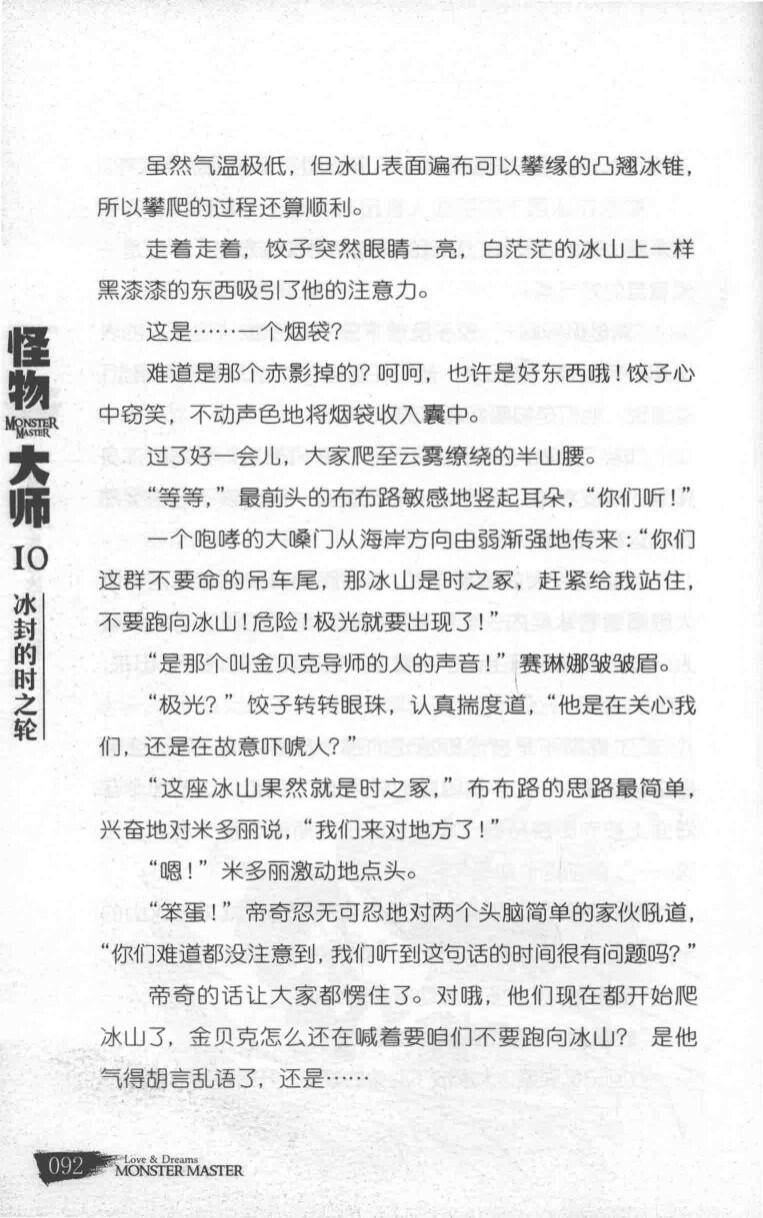 虽然气温极低，但冰山表面遍布可以攀缘的凸翘冰锥，
所以攀爬的过程还算顺利。
走着走着，饺子突然眼睛一亮，白茫茫的冰山上一样
黑漆漆的东西吸引了他的注意力。
这是……一个烟袋？
难道是那个赤影掉的？呵呵，也许是好东西哦！饺子心
中窃笑，不动声色地将烟袋收入囊中。
过了好一会儿，大家爬至云雾缭绕的半山腰。
“等等，”最前头的布布路敏感地竖起耳朵，“你们听！”
一个咆哮的大嗓门从海岸方向由弱渐强地传来：“你们
这群不要命的吊车尾，那冰山是时之冢，赶紧给我站住，
不要跑向冰山！危险！极光就要出现了！”
“是那个叫金贝克导师的人的声音！”赛琳娜皱皱眉。
“极光？”饺子转转眼珠，认真揣度道，“他是在关心我
们，还是在故意吓唬人？”
“这座冰山果然就是时之冢，”布布路的思路最简单，
兴奋地对米多丽说，“我们来对地方了！”
“嗯！”米多丽激动地点头。
“笨蛋！”帝奇忍无可忍地对两个头脑简单的家伙吼道，
“你们难道都没注意到，我们听到这句话的时间很有问题吗？”
帝奇的话让大家都愣住了。对哦，他们现在都开始爬
冰山了，金贝克怎么还在喊着要咱们不要跑向冰山？ 是他
气得胡言乱语了，还是……
怪物
MONSTER
MASTER
大师
10
冰封的时之轮
092
Love & Dreams
MONSTER MASTER